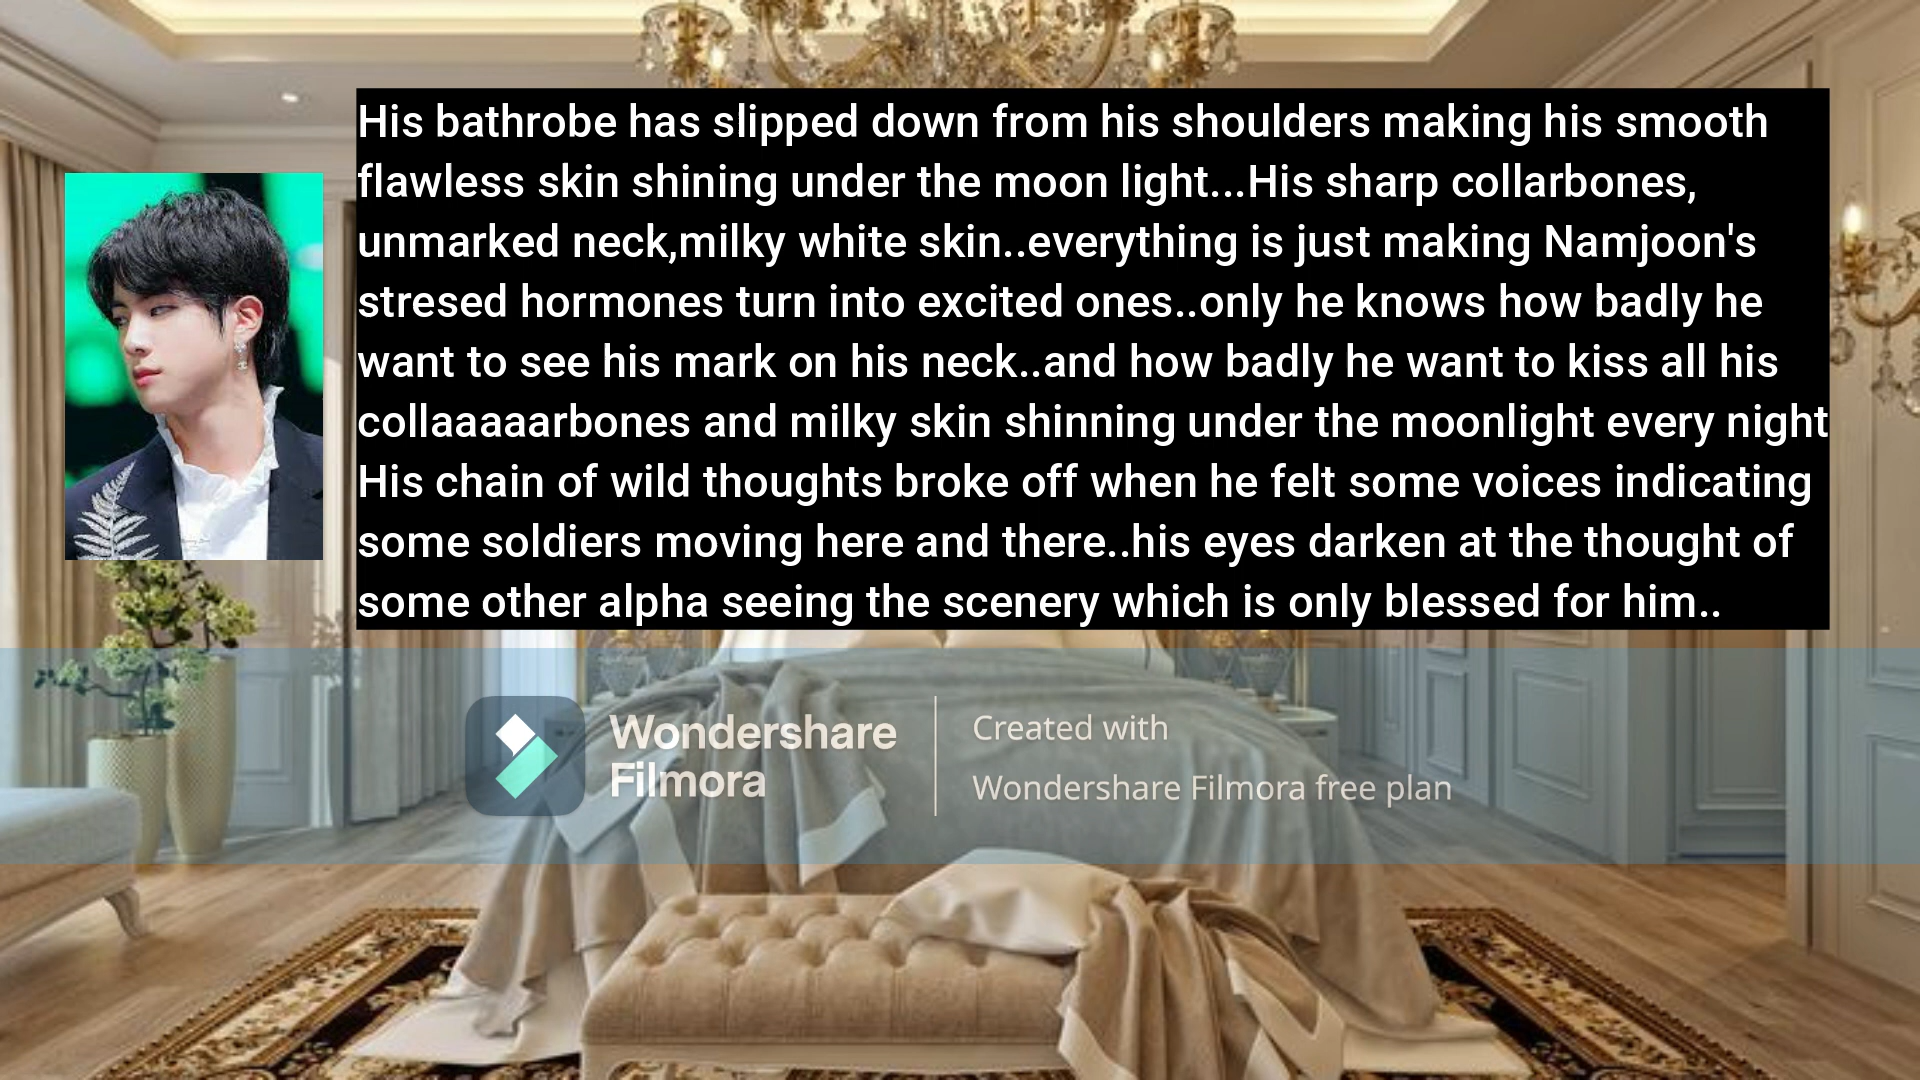 His bathrobe has slipped down from his shoulders making his smooth
flawless skin shining under the moon light...His sharp collarbones,
unmarked neck,milky white skin..everything is just making Namjoon's
stresed hormones turn into excited ones..only he knows how badly he
want to see his mark on his neck..and how badly he want to kiss all his
collaaaaaarbones and milky skin shinning under the moonlight every night
His chain of wild thoughts broke off when he felt some voices indicating
some soldiers moving here and there..his eyes darken at the thought of
some other alpha seeing the scenery which is only blessed for him..
Wondershare
Filmora
Created with
Wondershare Filmora free plan